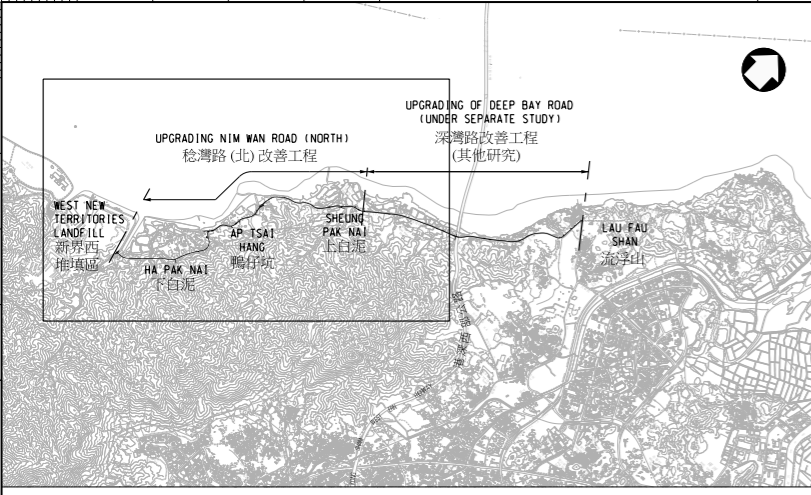 UPGRADING OF DEEP BAY ROAD
(UNDER SEPARATE STUDY)
深灣路改善工程
(其他研究)
UPGRADING NIM WAN ROAD (NORTH)
稔灣路 (北) 改善工程
WEST NEW
TERRITORIES
LANDFILL
新界西
堆填區
HA PAK NAI
下白泥
AP TSAI
HANG
鴨仔坑
SHEUNG
PAK NAI
上白泥
LAU FAU
SHAN
流浮山